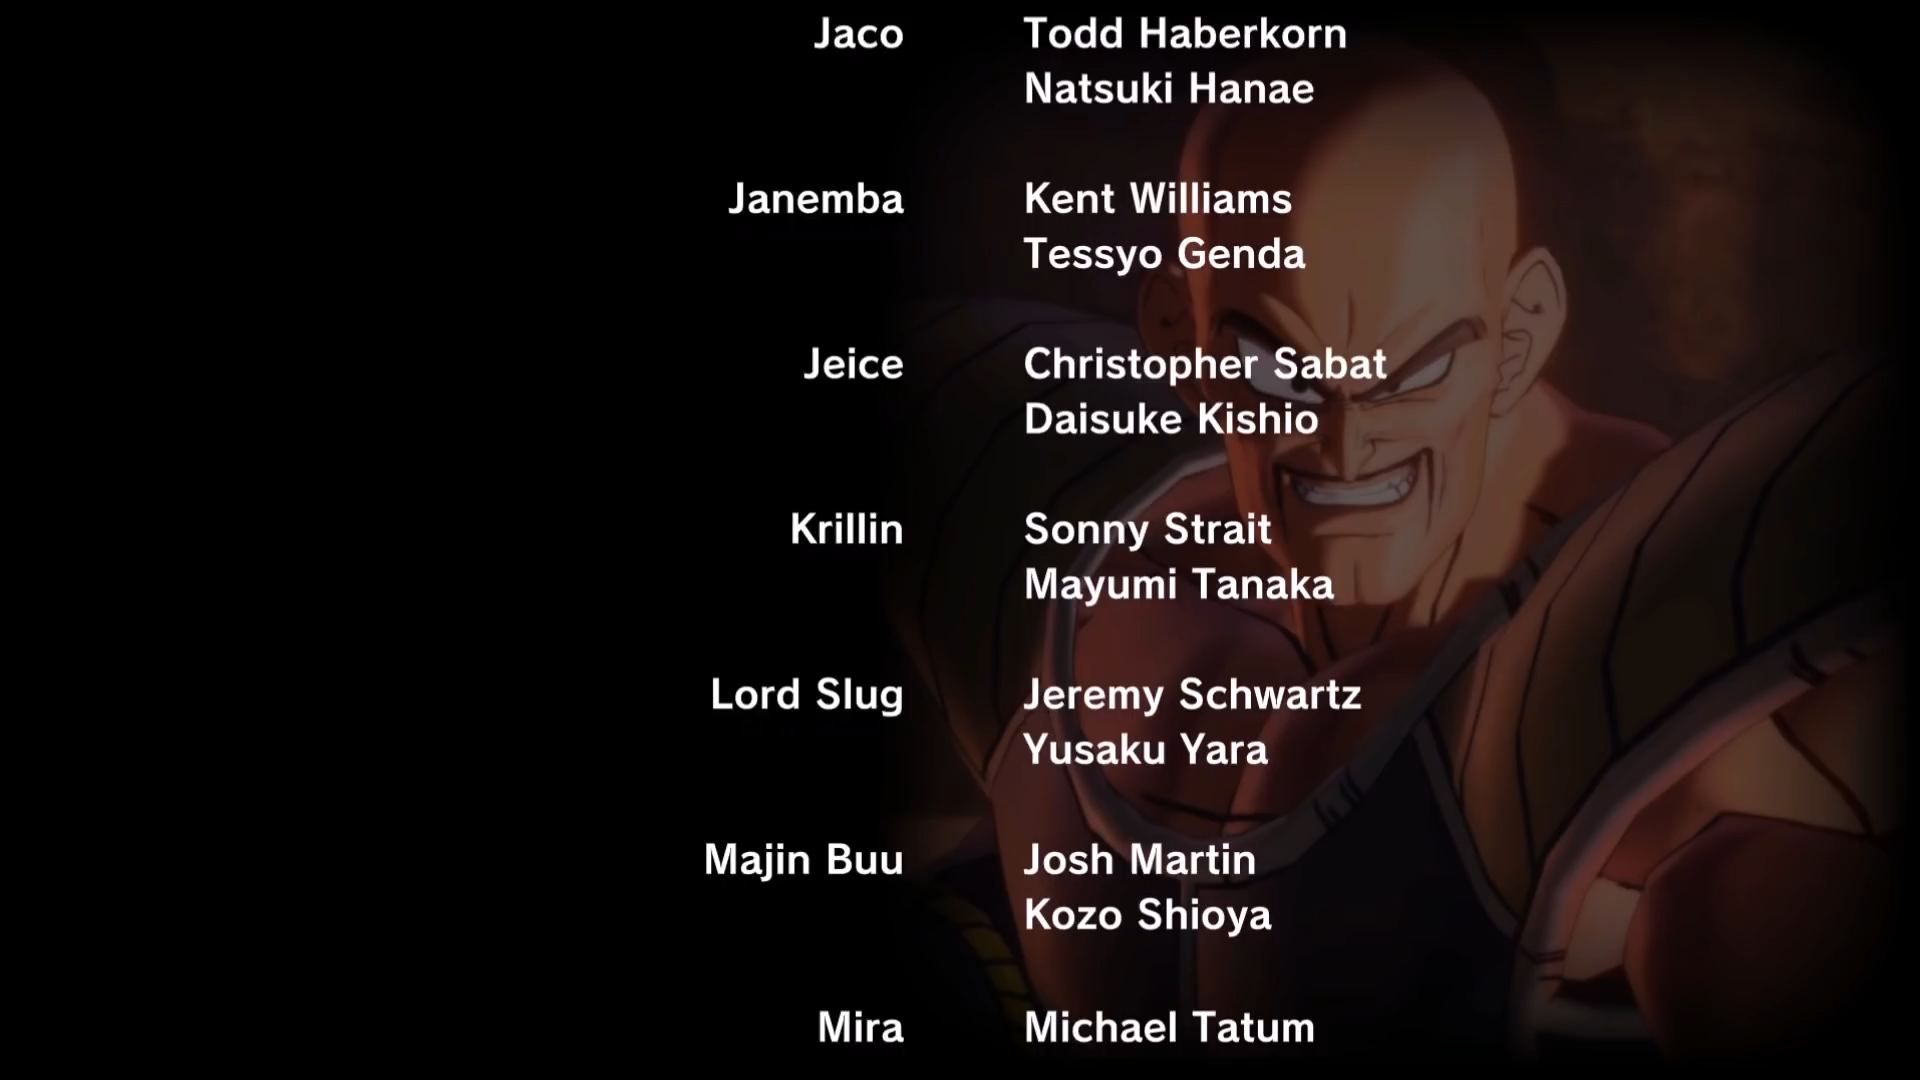 Jaco Todd Haberkorn
Natsuki Hanae
Janemba Kent Williams
Tessyo Genda
Jeice Christopher Sabat
Daisuke Kishio
Krillin Sonny Strait
Mayumi Tanaka
Lord Slug Jeremy Schwartz
Yusaku Yara
Majin Buu Josh Martin
Kozo Shioya
Mira Michael Tatum